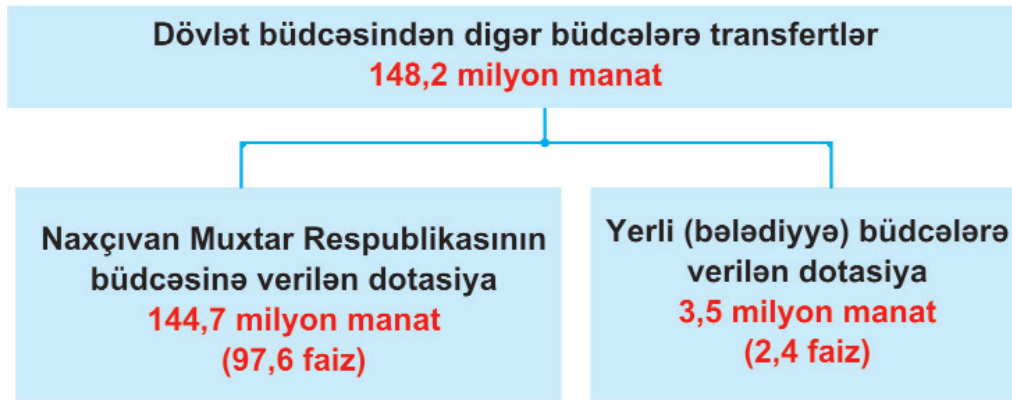 Dövlət büdcəsindən digər büdcələrə transfertlər
148,2 milyon manat
Naxçıvan Muxtar Respublikasının
büdcəsinə verilən dotasiya
144,7 milyon manat
(97,6 faiz)
Yerli (bələdiyyə) büdcələrə
verilən dotasiya
3,5 milyon manat
(2,4 faiz)